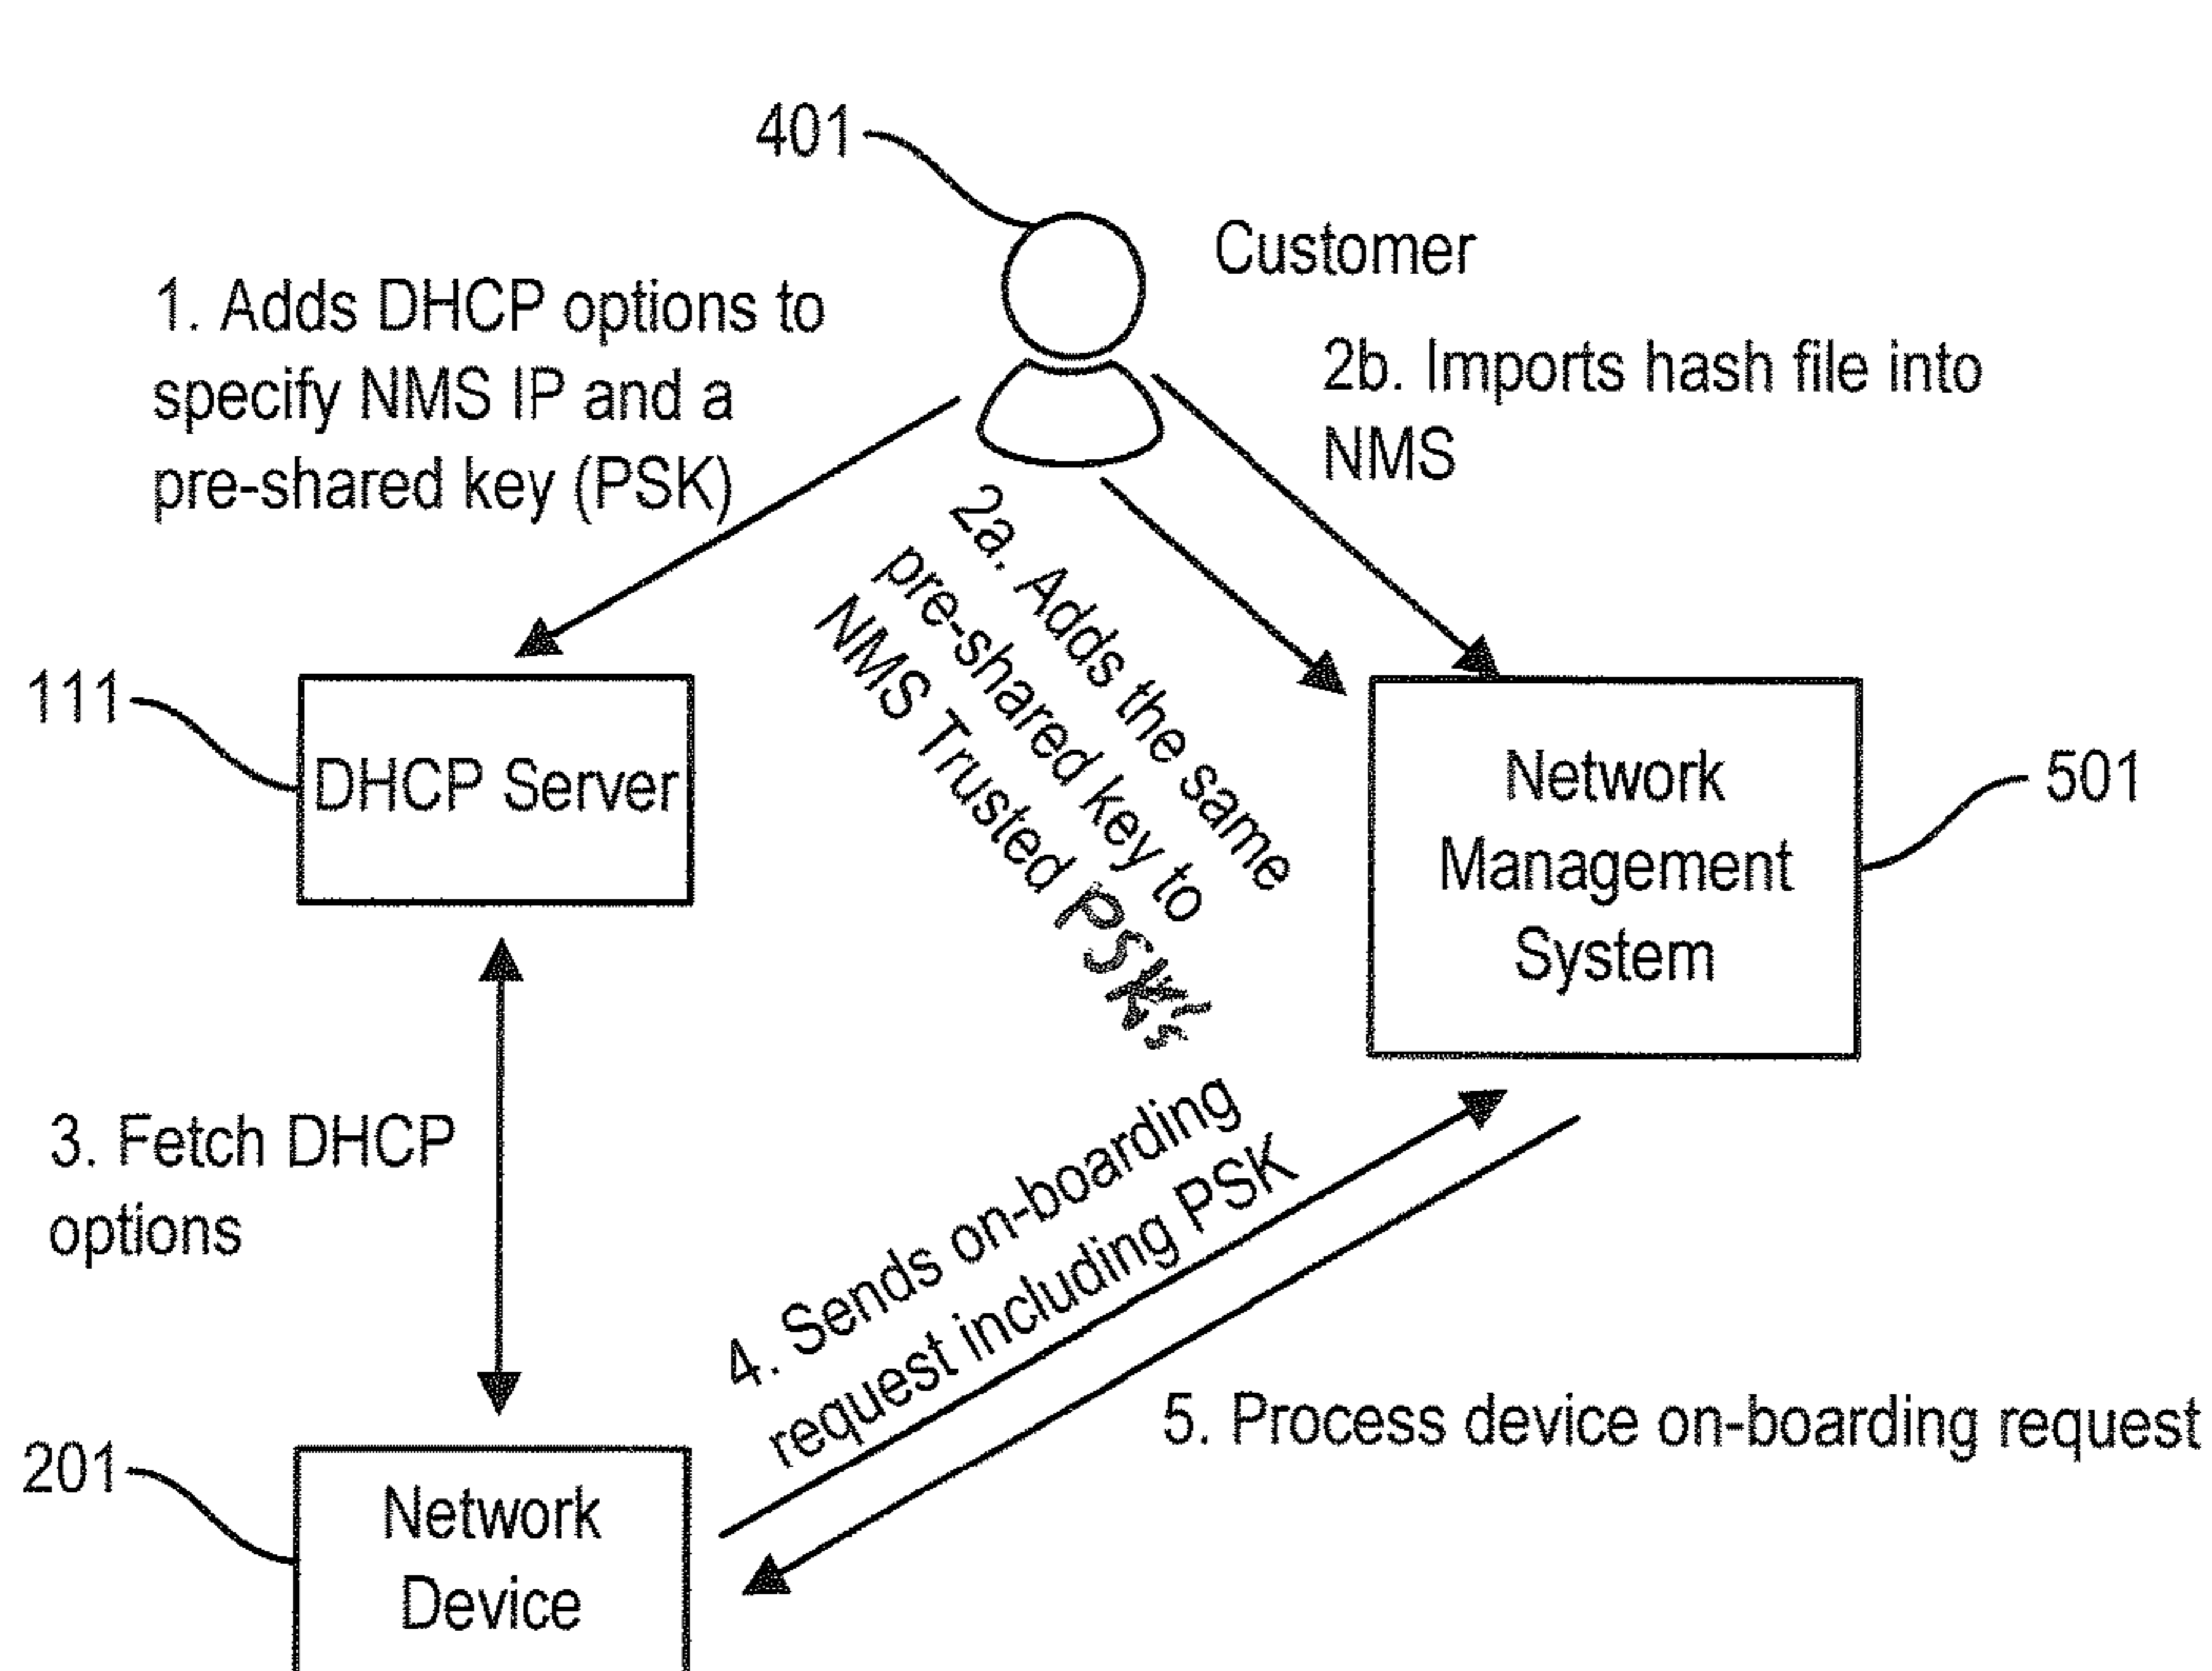 401
Customer
1. Adds DHCP options to
specify NMS IP and a
pre-shared key (PSK)
2b. Imports hash file into
NMS
2a. Adds the same
pre-shared key to
NMS Trusted PSK's
111
DHCP Server
Network
Management
System
501
3. Fetch DHCP
options
4. Sends on-boarding
request including PSK
5. Process device on-boarding request
201
Network
Device